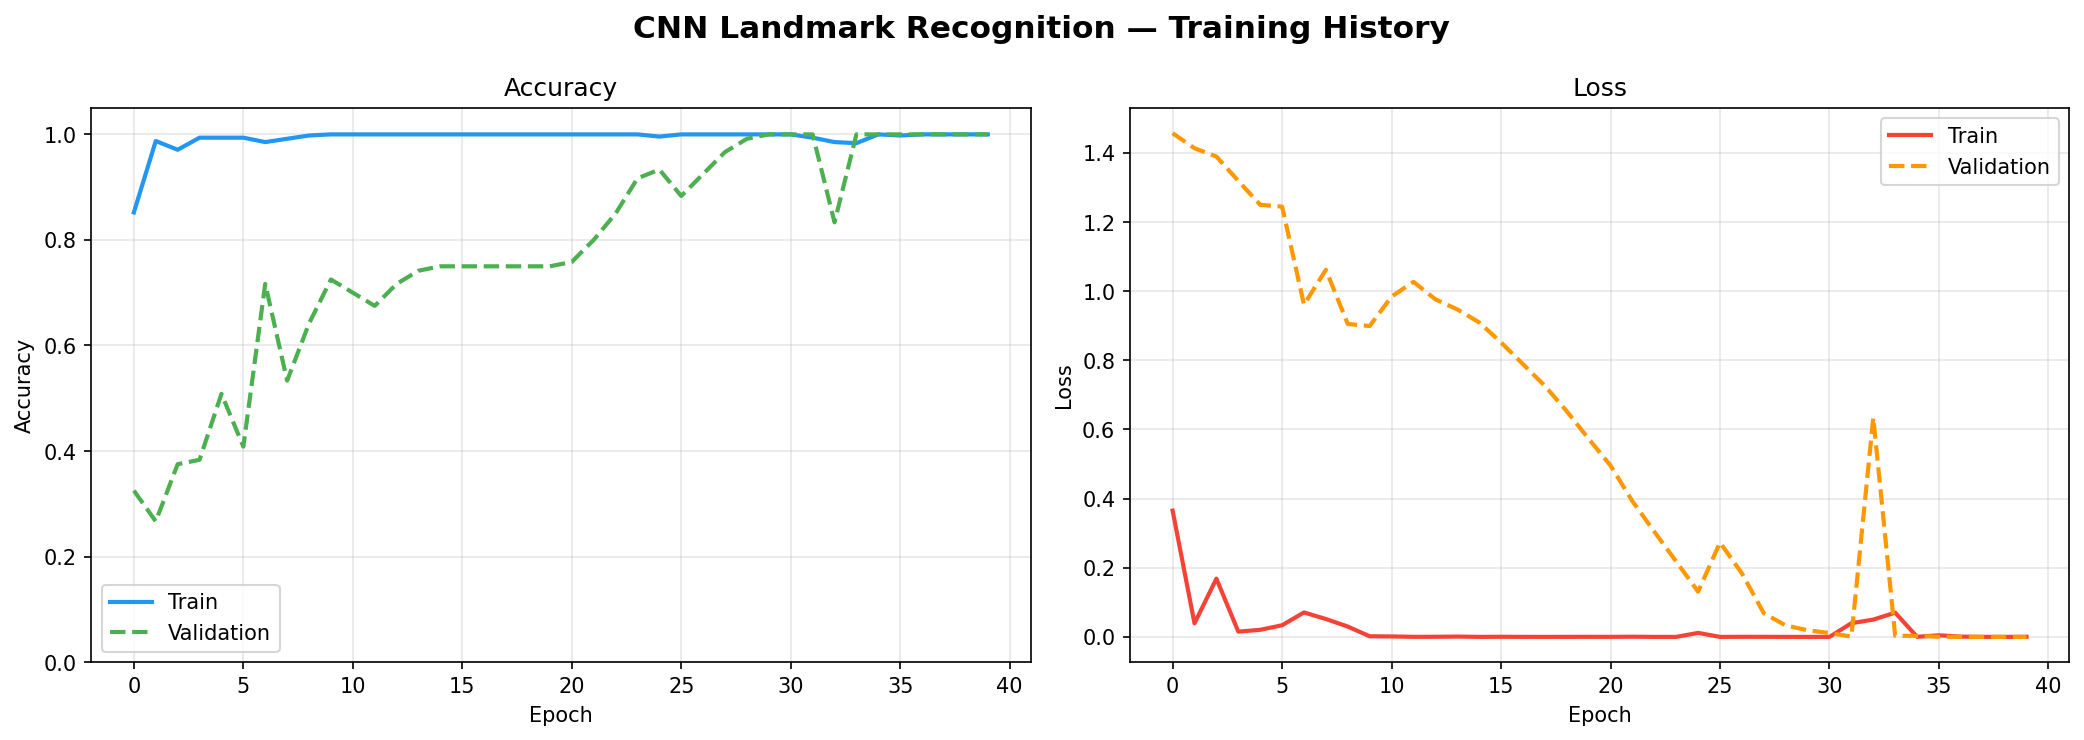 CNN Landmark Recognition — Training History
Accuracy
Accuracy
1.0
0.8
0.6
0.4
0.2
0.0
Train
Validation
0 5 10 15 20 25 30 35 40
Epoch
Loss
Loss
1.4
1.2
1.0
0.8
0.6
0.4
0.2
0.0
Train
Validation
0 5 10 15 20 25 30 35 40
Epoch